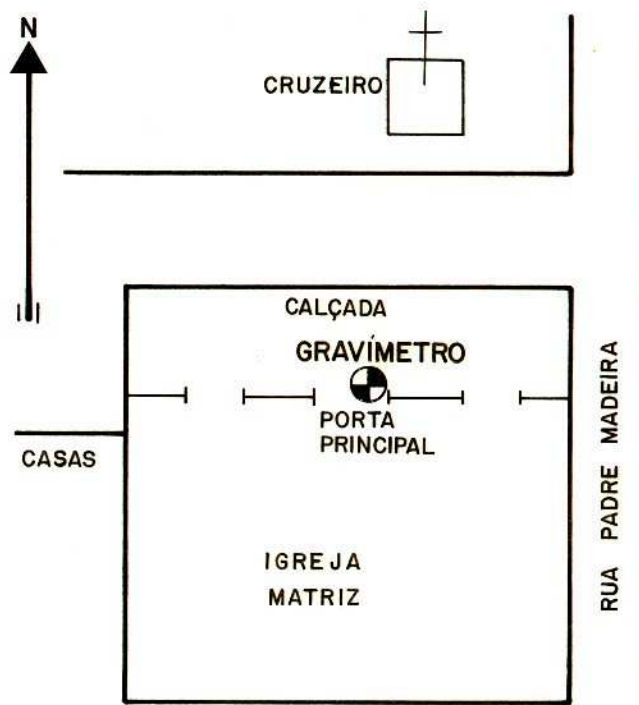 N
CRUZEIRO
CALÇADA
GRAVÍMETRO
PORTA
PRINCIPAL
CASAS
IGREJA
MATRIZ
RUA PADRE MADEIRA